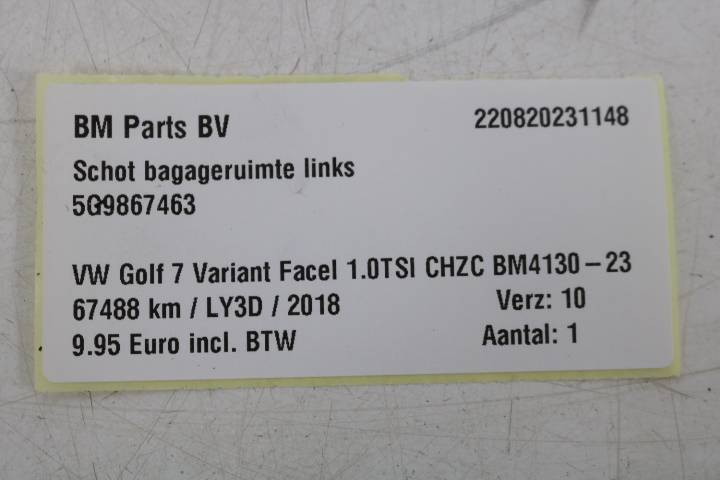 BM Parts BV 220820231148
Schot bagageruimte links
5G9867463
VW Golf 7 Variant Facel 1.0TSI CHZC BM4130-23
67488 km / LY3D / 2018 Verz: 10
9.95 Euro incl. BTW Aantal: 1